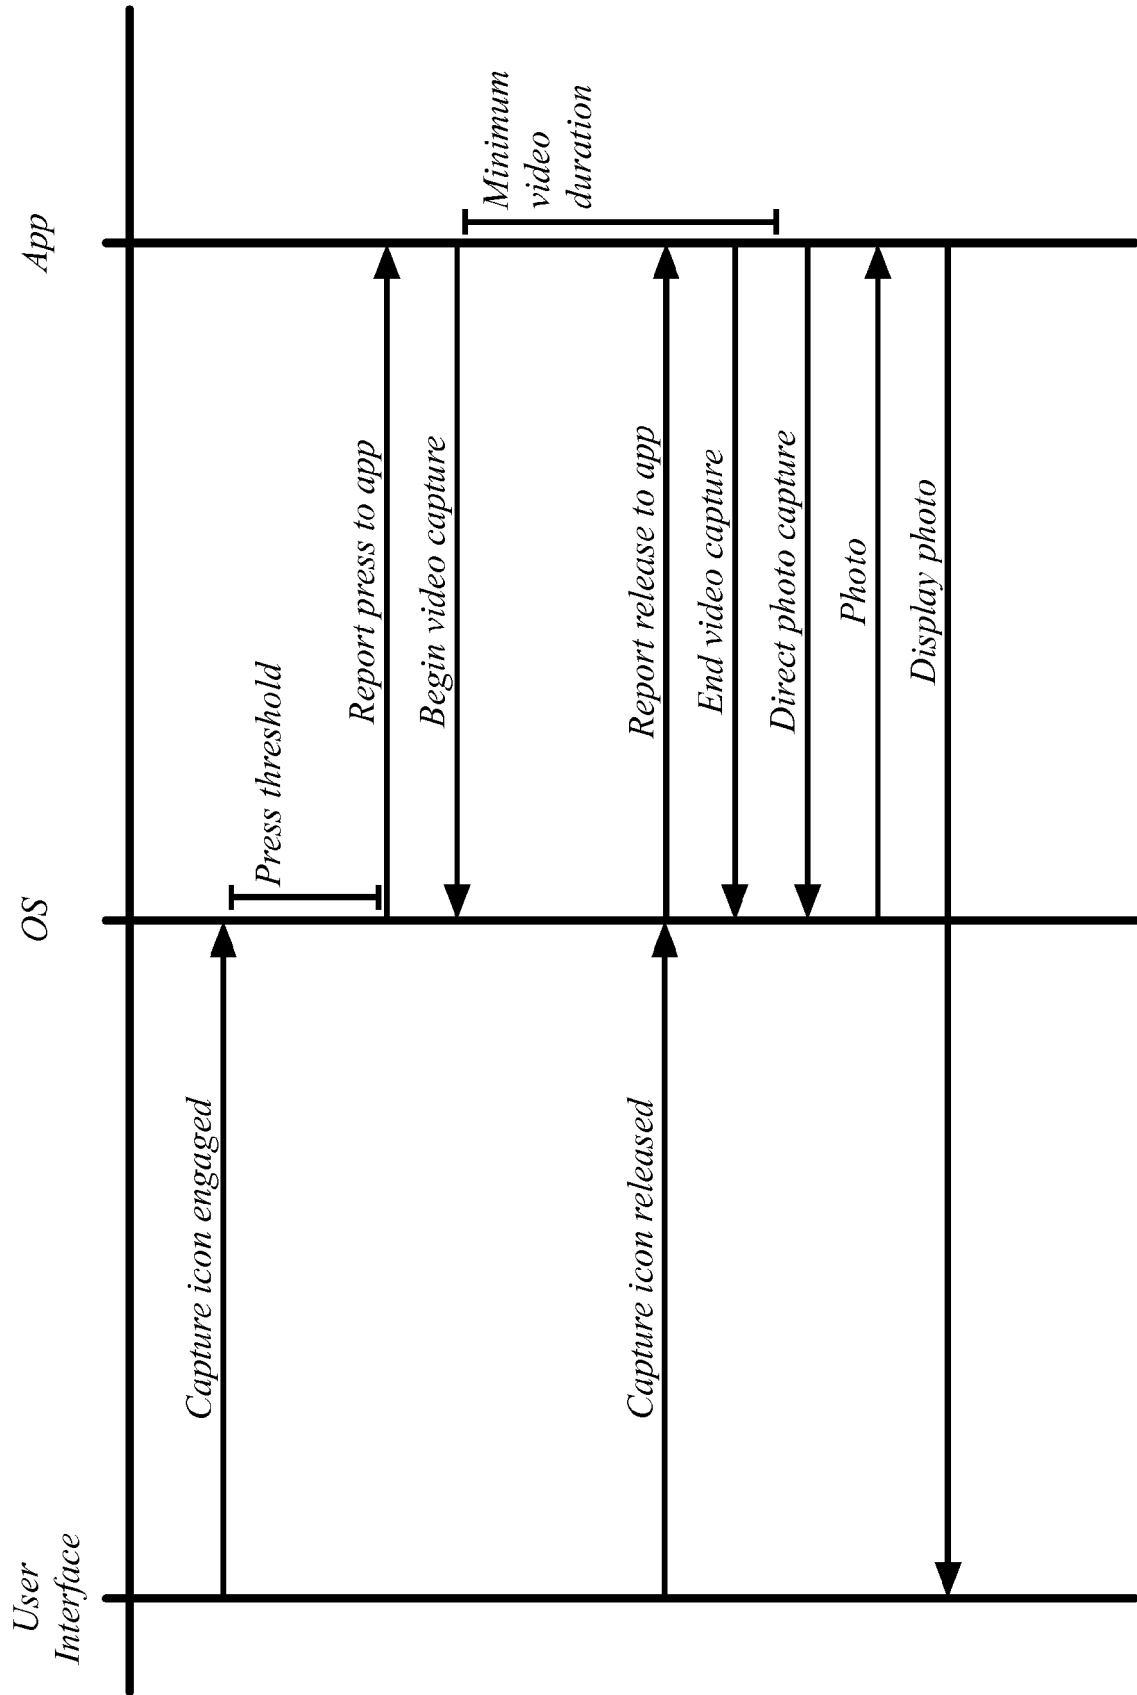 User
Interface
OS
App
Capture icon engaged
Press threshold
Report press to app
Begin video capture
Minimum
video
duration
Capture icon released
Report release to app
End video capture
Direct photo capture
Photo
Display photo